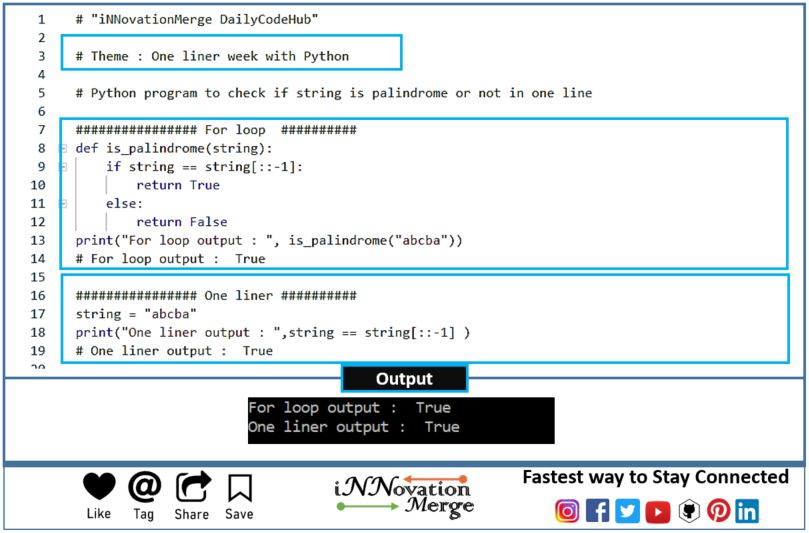 1 # "iNNovationMerge DailyCodeHub"
2
3 # Theme : One liner week with Python
4
5 # Python program to check if string is palindrome or not in one line
6
7 ################ For loop ##########
8 def is_palindrome(string):
9 if string == string[::-1]:
10 return True
11 else:
12 return False
13 print("For loop output : ", is_palindrome("abcba"))
14 # For loop output :  True
15
16 ################ One liner ##########
17 string = "abcba"
18 print("One liner output : ",string == string[::-1] )
19 # One liner output :  True
20
Output
For loop output :  True
One liner output :  True
Like Tag Share Save
iNNovation
Merge
Fastest way to Stay Connected